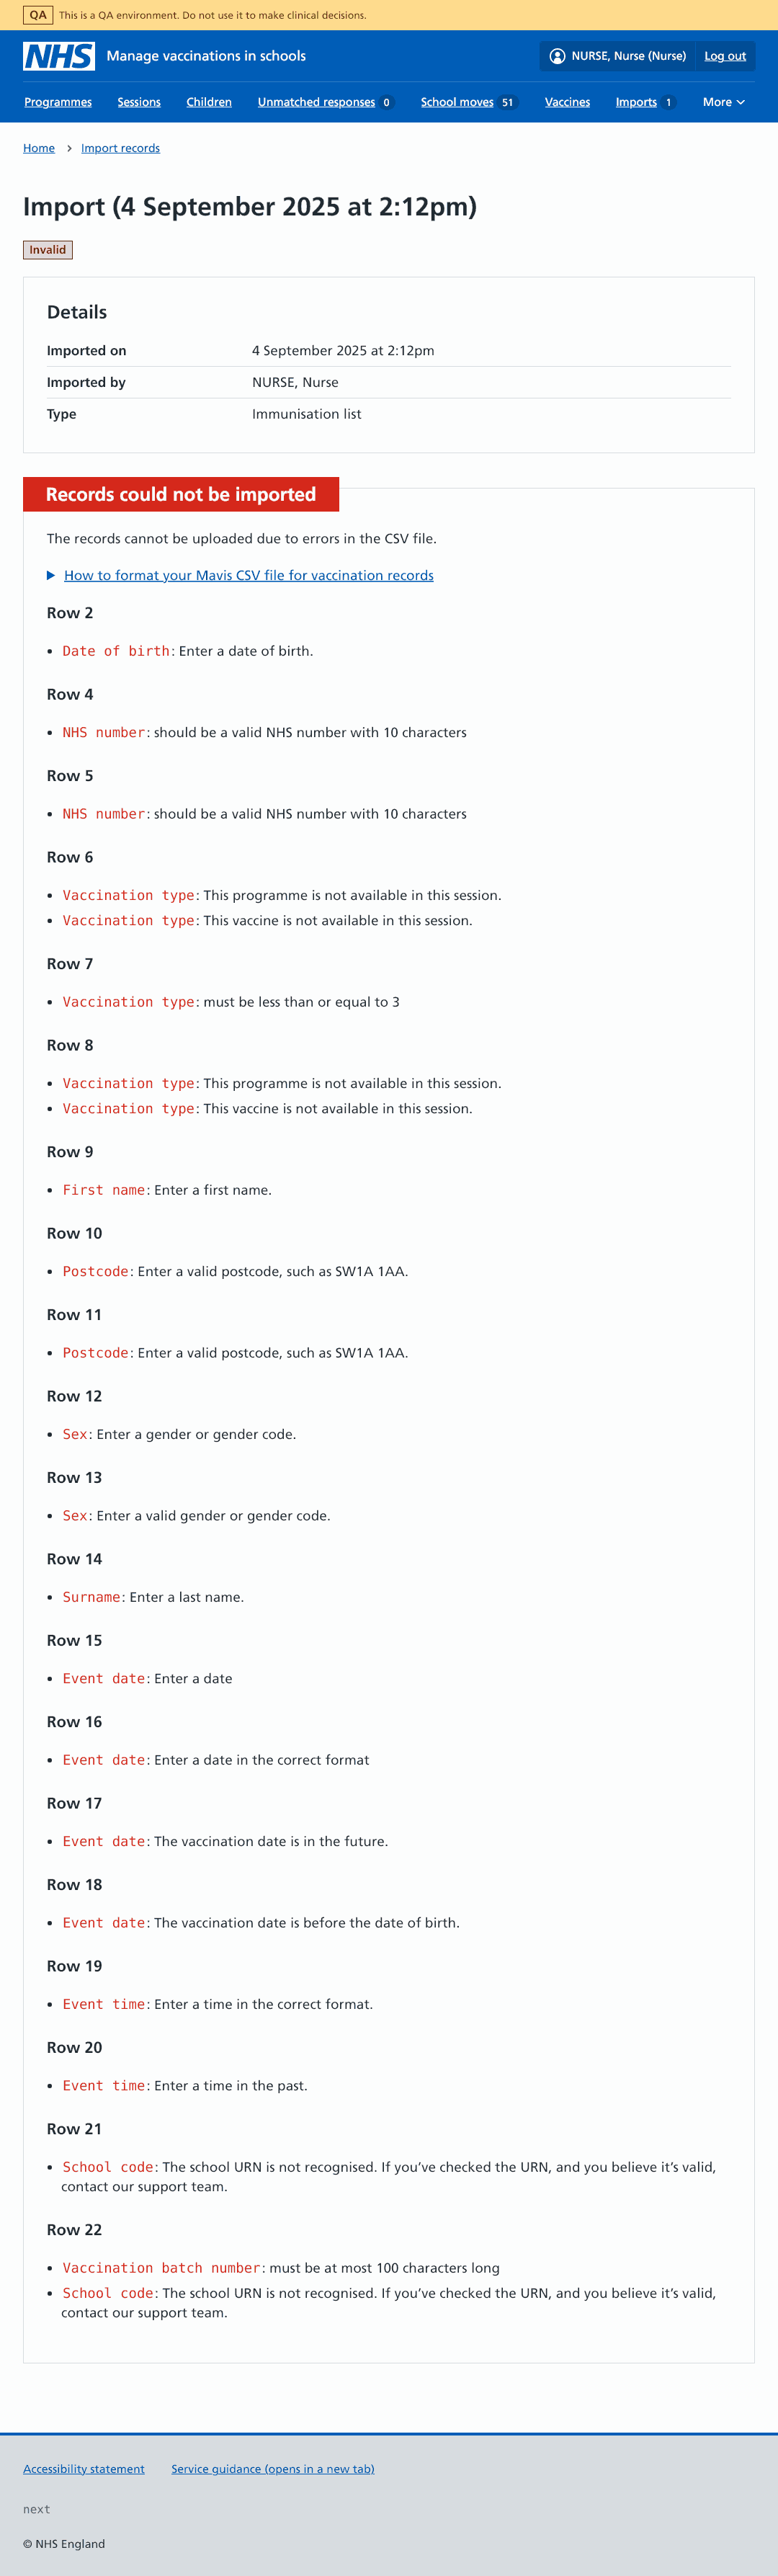 QA This is a QA environment. Do not use it to make clinical decisions.
NHS Manage vaccinations in schools NURSE, Nurse (Nurse) Log out
Programmes Sessions Children Unmatched responses 0 School moves 51 Vaccines Imports 1 More
Home Import records
Import (4 September 2025 at 2:12pm)
Invalid
Details
Imported on 4 September 2025 at 2:12pm
Imported by NURSE, Nurse
Type Immunisation list
Records could not be imported
The records cannot be uploaded due to errors in the CSV file.
How to format your Mavis CSV file for vaccination records
Row 2
Date of birth: Enter a date of birth.
Row 4
NHS number: should be a valid NHS number with 10 characters
Row 5
NHS number: should be a valid NHS number with 10 characters
Row 6
Vaccination type: This programme is not available in this session.
Vaccination type: This vaccine is not available in this session.
Row 7
Vaccination type: must be less than or equal to 3
Row 8
Vaccination type: This programme is not available in this session.
Vaccination type: This vaccine is not available in this session.
Row 9
First name: Enter a first name.
Row 10
Postcode: Enter a valid postcode, such as SW1A 1AA.
Row 11
Postcode: Enter a valid postcode, such as SW1A 1AA.
Row 12
Sex: Enter a gender or gender code.
Row 13
Sex: Enter a valid gender or gender code.
Row 14
Surname: Enter a last name.
Row 15
Event date: Enter a date
Row 16
Event date: Enter a date in the correct format
Row 17
Event date: The vaccination date is in the future.
Row 18
Event date: The vaccination date is before the date of birth.
Row 19
Event time: Enter a time in the correct format.
Row 20
Event time: Enter a time in the past.
Row 21
School code: The school URN is not recognised. If you’ve checked the URN, and you believe it’s valid,
contact our support team.
Row 22
Vaccination batch number: must be at most 100 characters long
School code: The school URN is not recognised. If you’ve checked the URN, and you believe it’s valid,
contact our support team.
Accessibility statement Service guidance (opens in a new tab)
next
© NHS England